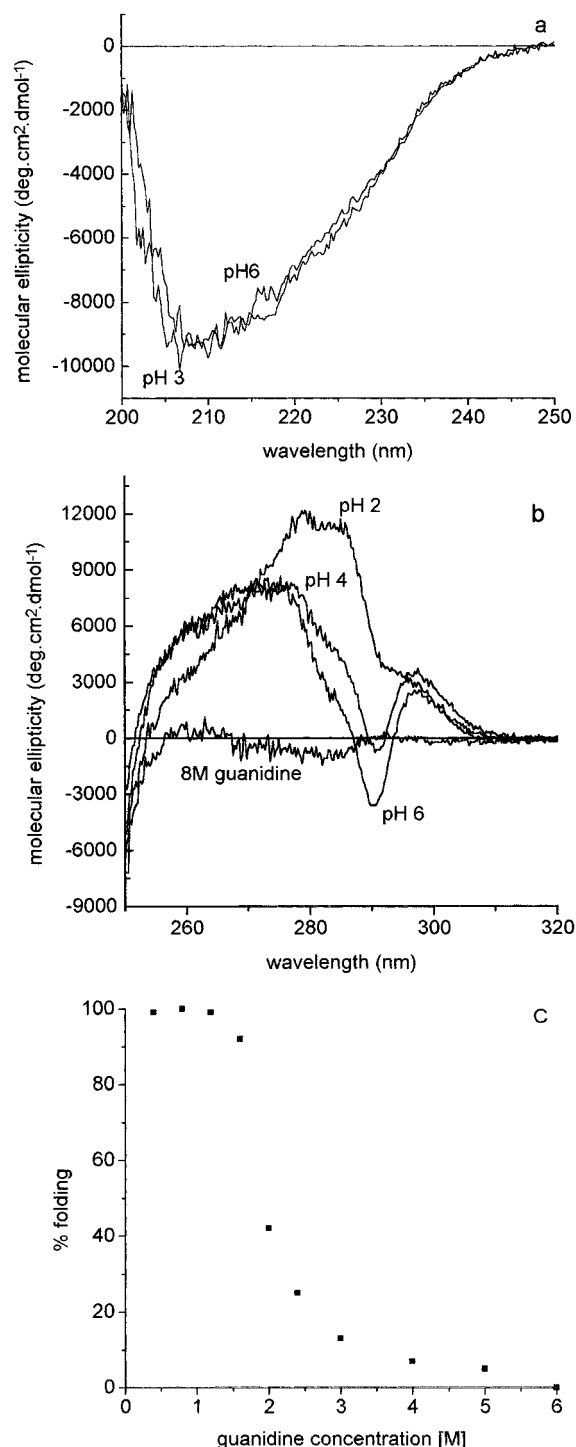 a
0
-2000
-4000
-6000
-8000
-10000
molecular ellipticity (deg.cm².dmol⁻¹)
pH6
pH 3
200 210 220 230 240 250
wavelength (nm)
b
12000
9000
6000
3000
0
-3000
-6000
-9000
molecular ellipticity (deg.cm².dmol⁻¹)
pH 2
pH 4
8M guanidine
pH 6
260 280 300 320
wavelength (nm)
C
100
80
60
40
20
0
% folding
0 1 2 3 4 5 6
guanidine concentration [M]